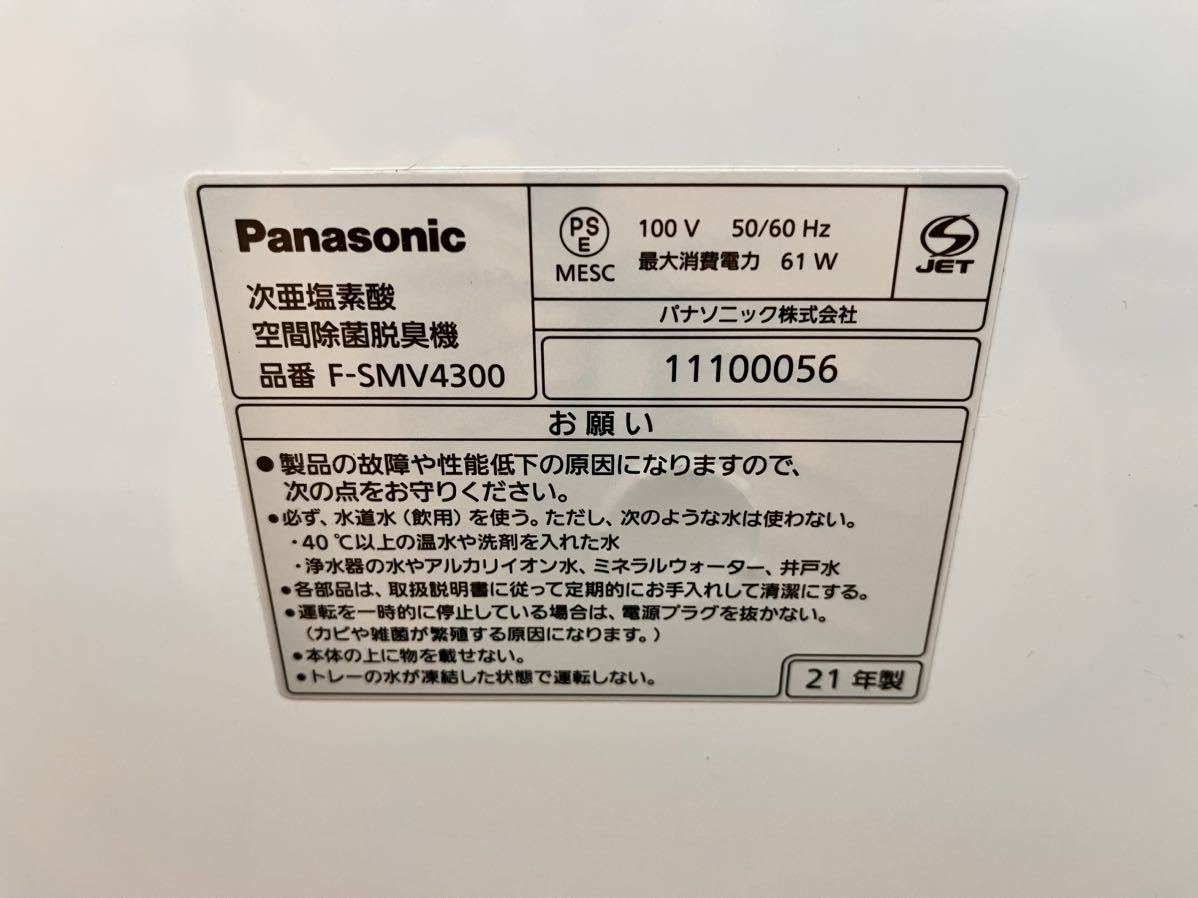 Panasonic
次亜塩素酸
空間除菌脱臭機
品番 F-SMV4300
PS
E
MESC
100 V 50/60 Hz
最大消費電力 61 W
JET
パナソニック株式会社
11100056
お願い
●製品の故障や性能低下の原因になりますので、
次の点をお守りください。
●必ず、水道水（飲用）を使う。ただし、次のような水は使わない。
・40 ℃以上の温水や洗剤を入れた水
・浄水器の水やアルカリイオン水、ミネラルウォーター、井戸水
●各部品は、取扱説明書に従って定期的にお手入れして清潔にする。
●運転を一時的に停止している場合は、電源プラグを抜かない。
（カビや雑菌が繁殖する原因になります。）
●本体の上に物を載せない。
●トレーの水が凍結した状態で運転しない。
21 年製